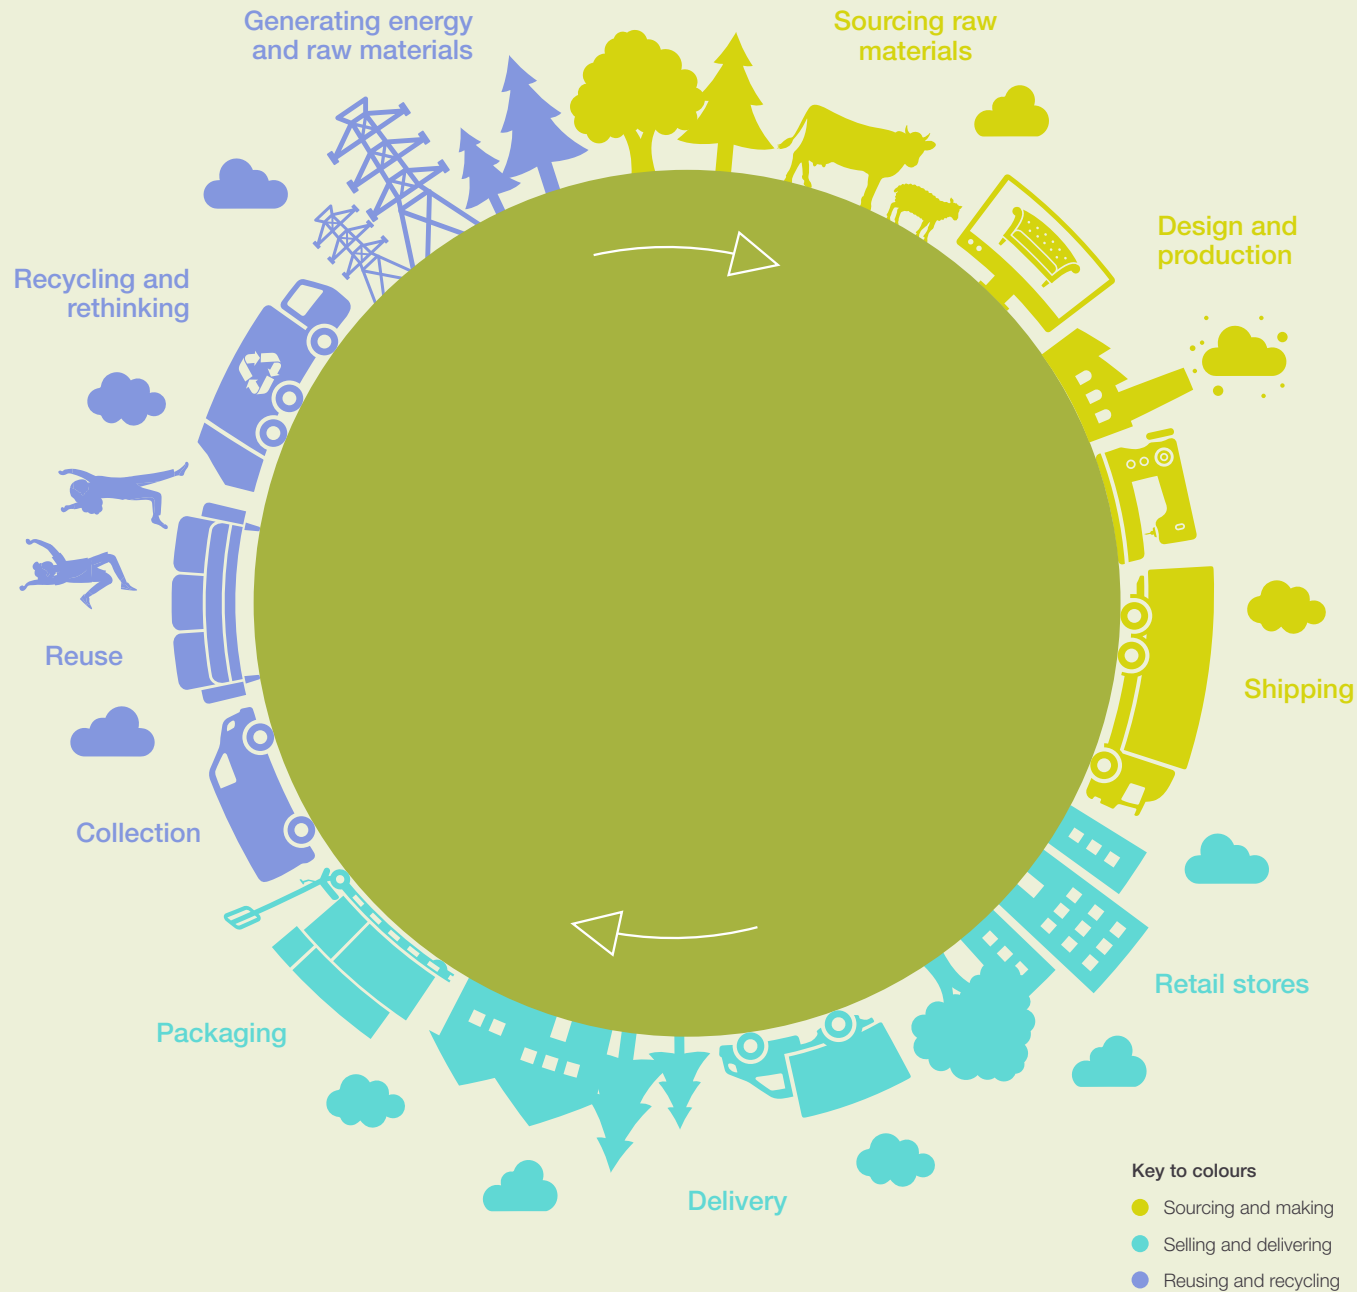 Generating energy
and raw materials
Sourcing raw
materials
Design and
production
Recycling and
rethinking
Reuse
Shipping
Collection
Retail stores
Packaging
Delivery
Key to colours
Sourcing and making
Selling and delivering
Reusing and recycling